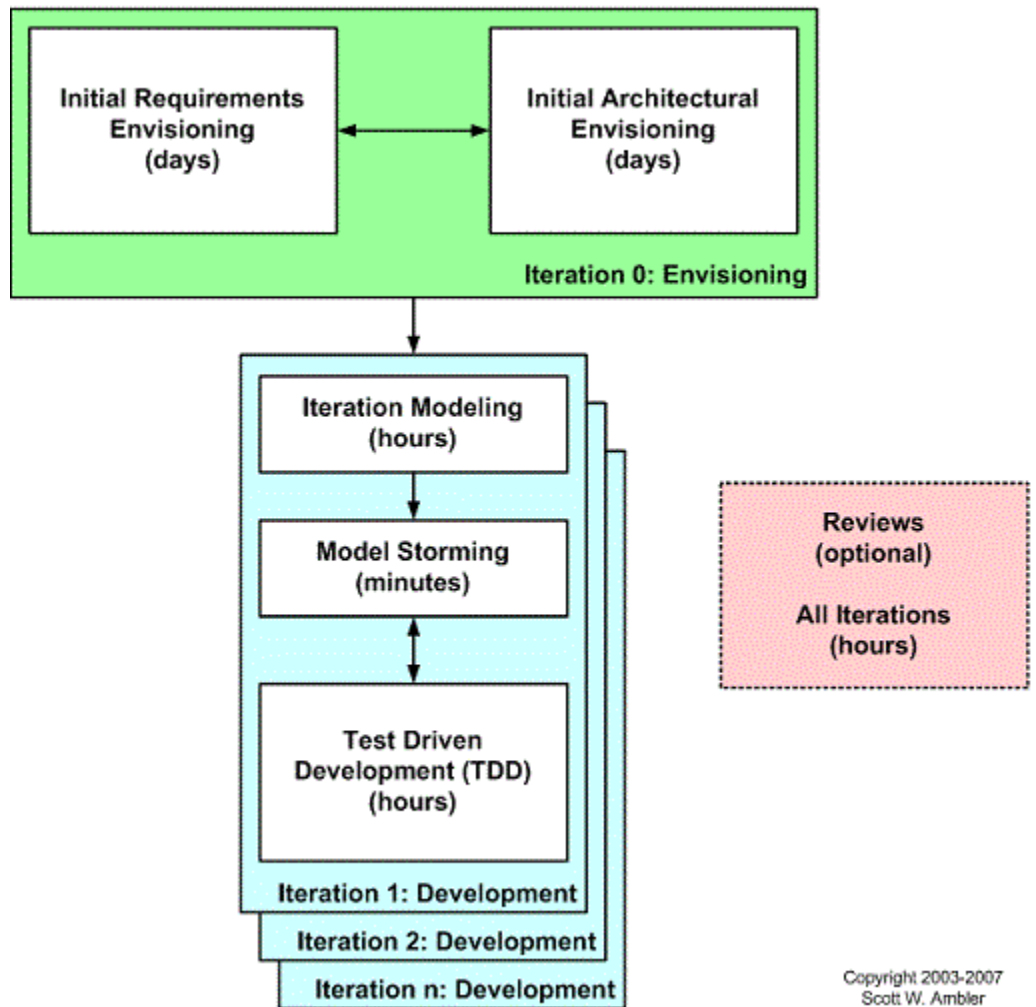 Initial Requirements
Envisioning
(days)
Initial Architectural
Envisioning
(days)
Iteration 0: Envisioning
Iteration Modeling
(hours)
Model Storming
(minutes)
Test Driven
Development (TDD)
(hours)
Iteration 1: Development
Iteration 2: Development
Iteration n: Development
Reviews
(optional)
All Iterations
(hours)
Copyright 2003-2007
Scott W. Ambler